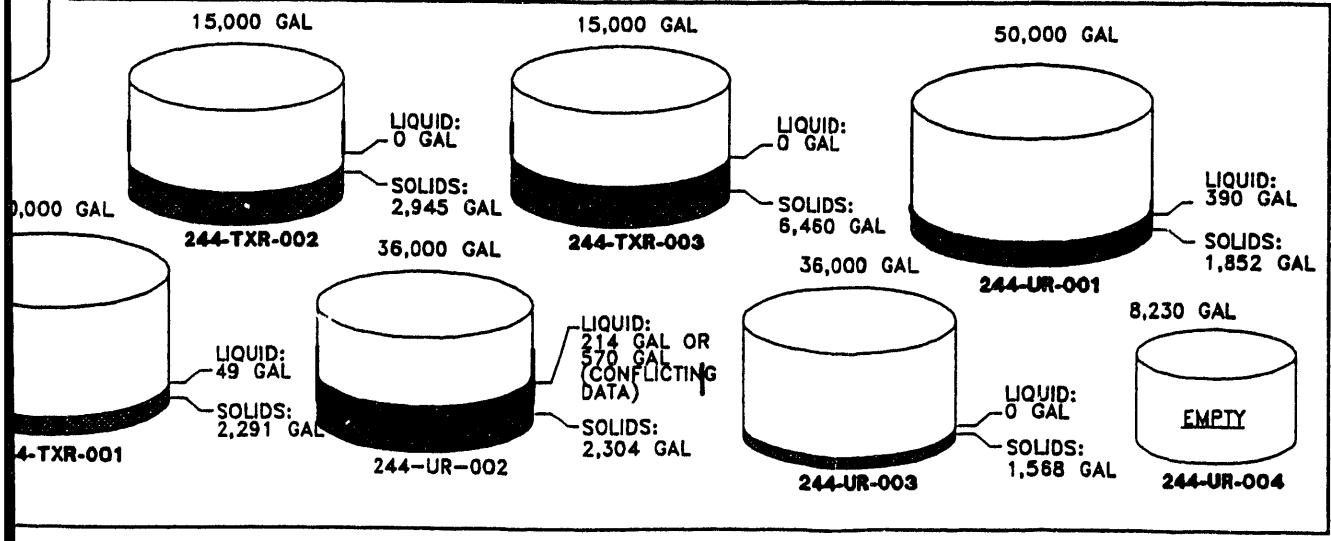 15,000 GAL
LIQUID:
0 GAL
SOLIDS:
2,945 GAL
244-TXR-002
15,000 GAL
LIQUID:
0 GAL
SOLIDS:
6,460 GAL
244-TXR-003
50,000 GAL
LIQUID:
390 GAL
SOLIDS:
1,852 GAL
244-UR-001
0,000 GAL
LIQUID:
49 GAL
SOLIDS:
2,291 GAL
4-TXR-001
36,000 GAL
LIQUID:
214 GAL OR
570 GAL
(CONFLICTING
DATA)
SOLIDS:
2,304 GAL
244-UR-002
36,000 GAL
LIQUID:
0 GAL
SOLIDS:
1,568 GAL
244-UR-003
8,230 GAL
EMPTY
244-UR-004